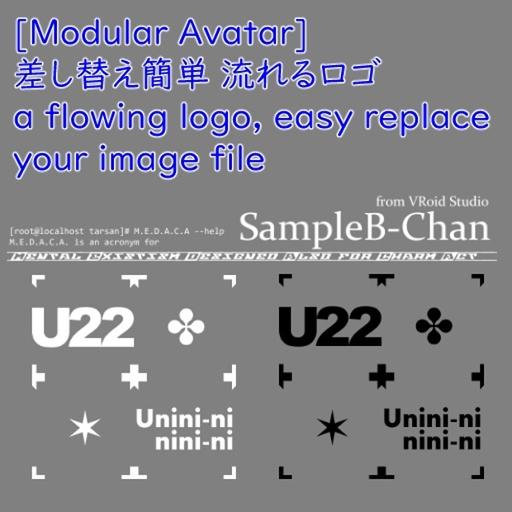 [Modular Avatar]
差し替え簡単 流れるロゴ
a flowing logo, easy replace
your image file
from VRoid Studio
SampleB-Chan
[root@localhost tarsan]# M.E.D.A.C.A --help
M.E.D.A.C.A. is an acronym for
Mental Existism Designed Also for Charm Act
U22
U22
Unini-ni
nini-ni
Unini-ni
nini-ni